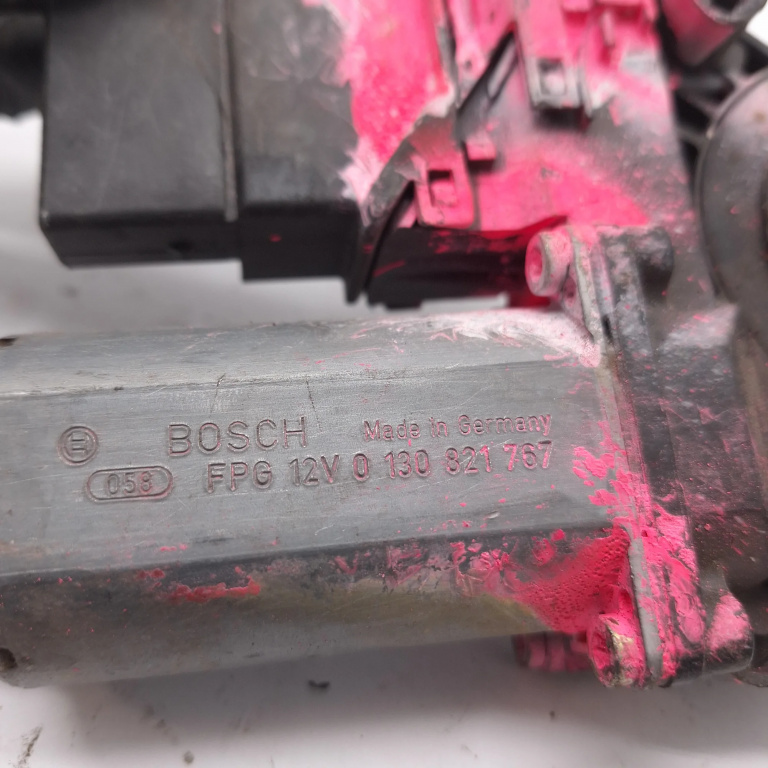 BOSCH Made in Germany
058 FPG 12V 0 130 821 767